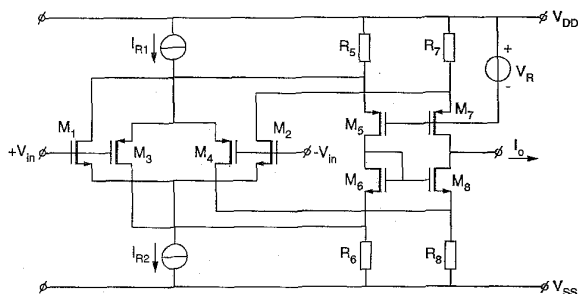 V_DD
I_R1
R_5
R_7
+
V_R
-
M_7
M_1
M_2
M_5
+V_in
M_3
M_4
-V_in
I_o
M_6
M_8
I_R2
R_6
R_8
V_SS